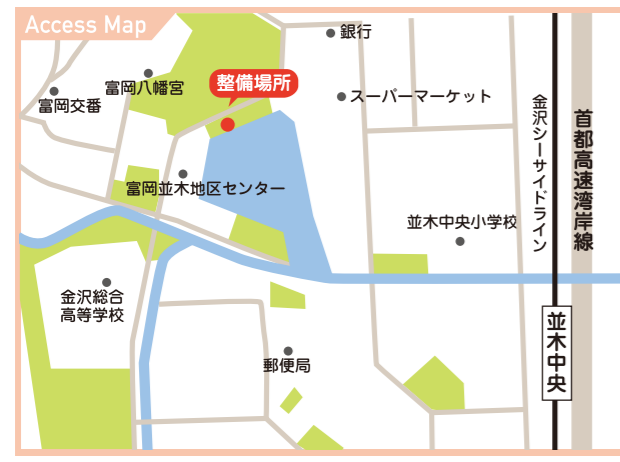 Access Map
銀行
富岡八幡宮
整備場所
スーパーマーケット
富岡交番
金沢シーサイドライン
首都高速湾岸線
富岡並木地区センター
並木中央小学校
金沢総合
高等学校
並木中央
郵便局